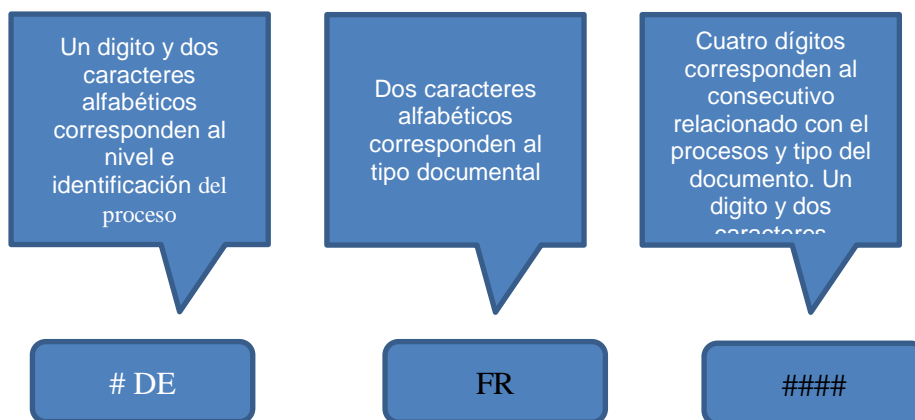 Un digito y dos
caracteres
alfabéticos
corresponden al
nivel e
identificación del
proceso
Dos caracteres
alfabéticos
corresponden al
tipo documental
Cuatro dígitos
corresponden al
consecutivo
relacionado con el
procesos y tipo del
documento. Un
digito y dos
caracteres
# DE
FR
####